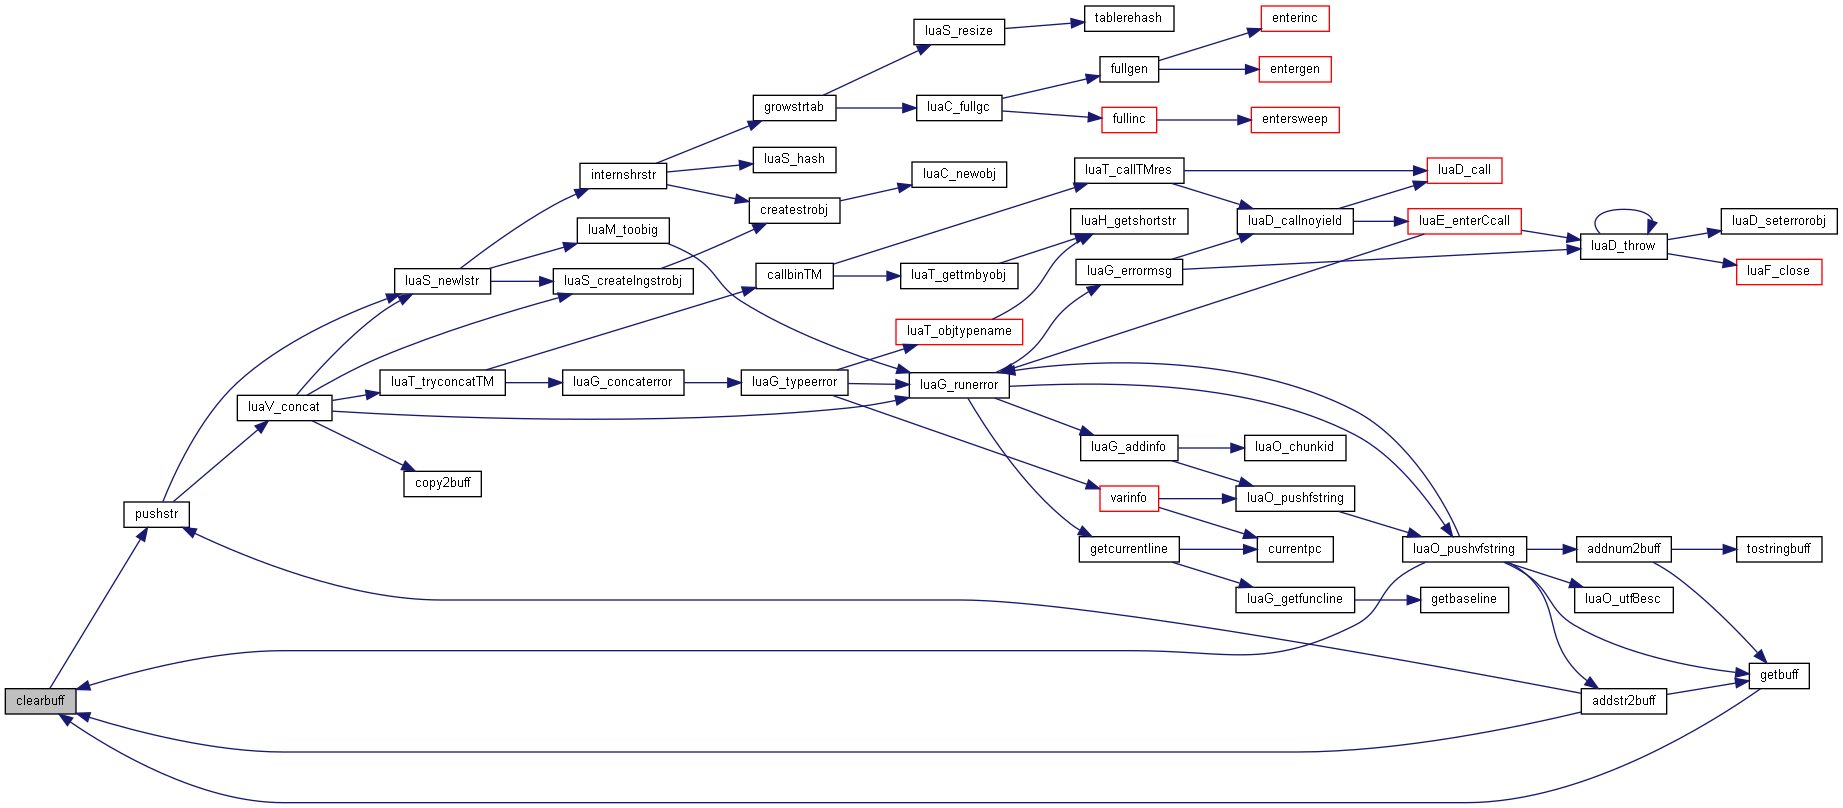 tablerehash
enterinc
luaS_resize
fullgen
entergen
growstrtab
luaC_fullgc
fullinc
entersweep
luaS_hash
internshrstr
luaC_newobj
luaT_callTMres
luaD_call
createstrobj
luaH_getshortstr
luaD_callnoyield
luaE_enterCcall
luaD_seterrorobj
luaM_toobig
luaD_throw
luaS_newlstr
luaS_createlngstrobj
callbinTM
luaT_gettmbyobj
luaG_errormsg
luaF_close
luaT_objtypename
luaT_tryconcatTM
luaG_concaterror
luaG_typeerror
luaG_runerror
luaV_concat
luaG_addinfo
luaO_chunkid
copy2buff
varinfo
luaO_pushfstring
pushstr
getcurrentline
currentpc
luaO_pushvfstring
addnum2buff
tostringbuff
luaG_getfuncline
getbaseline
luaO_utf8esc
getbuff
clearbuff
addstr2buff